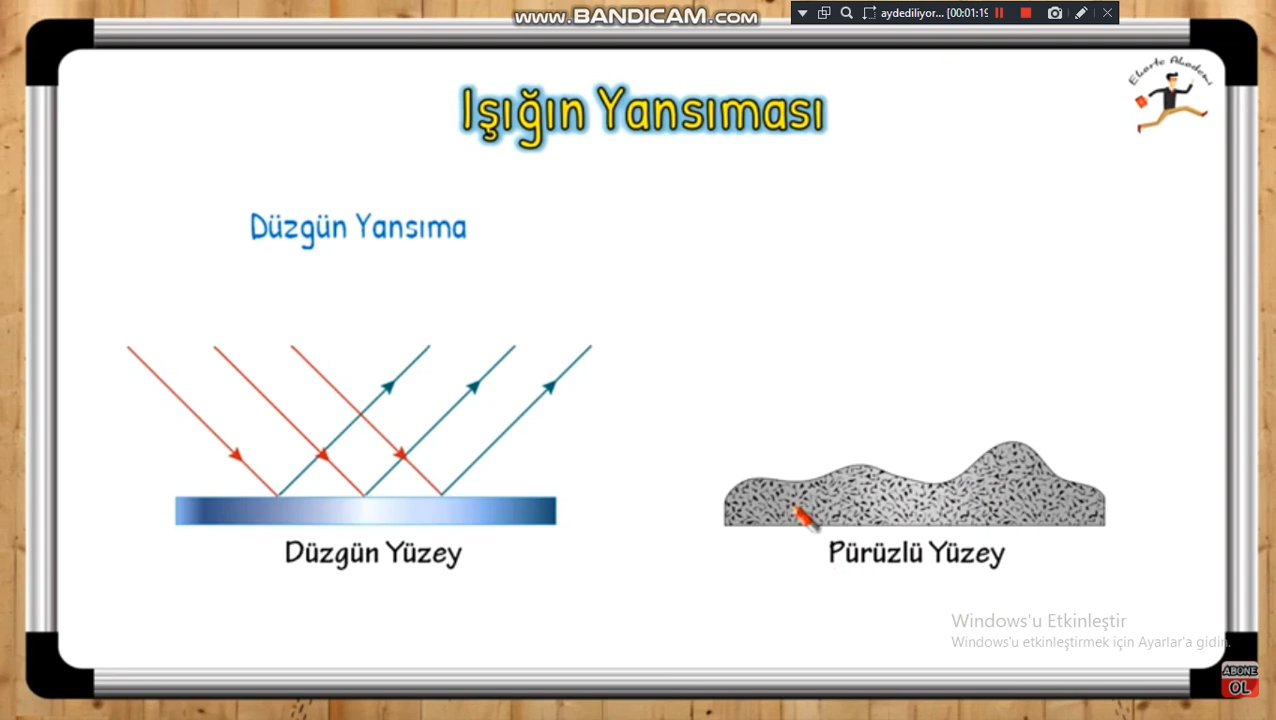 www.BANDICAM.com
aydediliyor... [00:01:19
Işığın Yansıması
Düzgün Yansıma
Düzgün Yüzey
Pürüzlü Yüzey
Windows'u Etkinleştir
Windows'u etkinleştirmek için Ayarlar'a gidin.
ABONE
OL